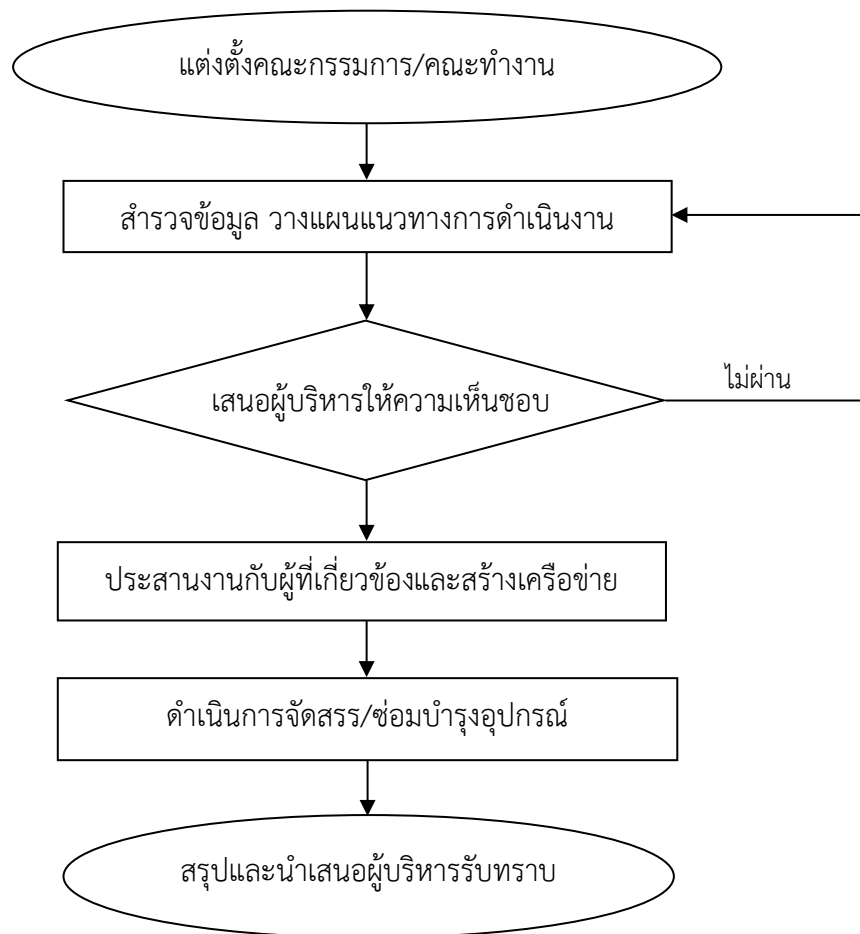 แต่งตั้งคณะกรรมการ/คณะทำงาน
สำรวจข้อมูล วางแผนแนวทางการดำเนินงาน
เสนอผู้บริหารให้ความเห็นชอบ
ไม่ผ่าน
ประสานงานกับผู้ที่เกี่ยวข้องและสร้างเครือข่าย
ดำเนินการจัดสรร/ซ่อมบำรุงอุปกรณ์
สรุปและนำเสนอผู้บริหารรับทราบ